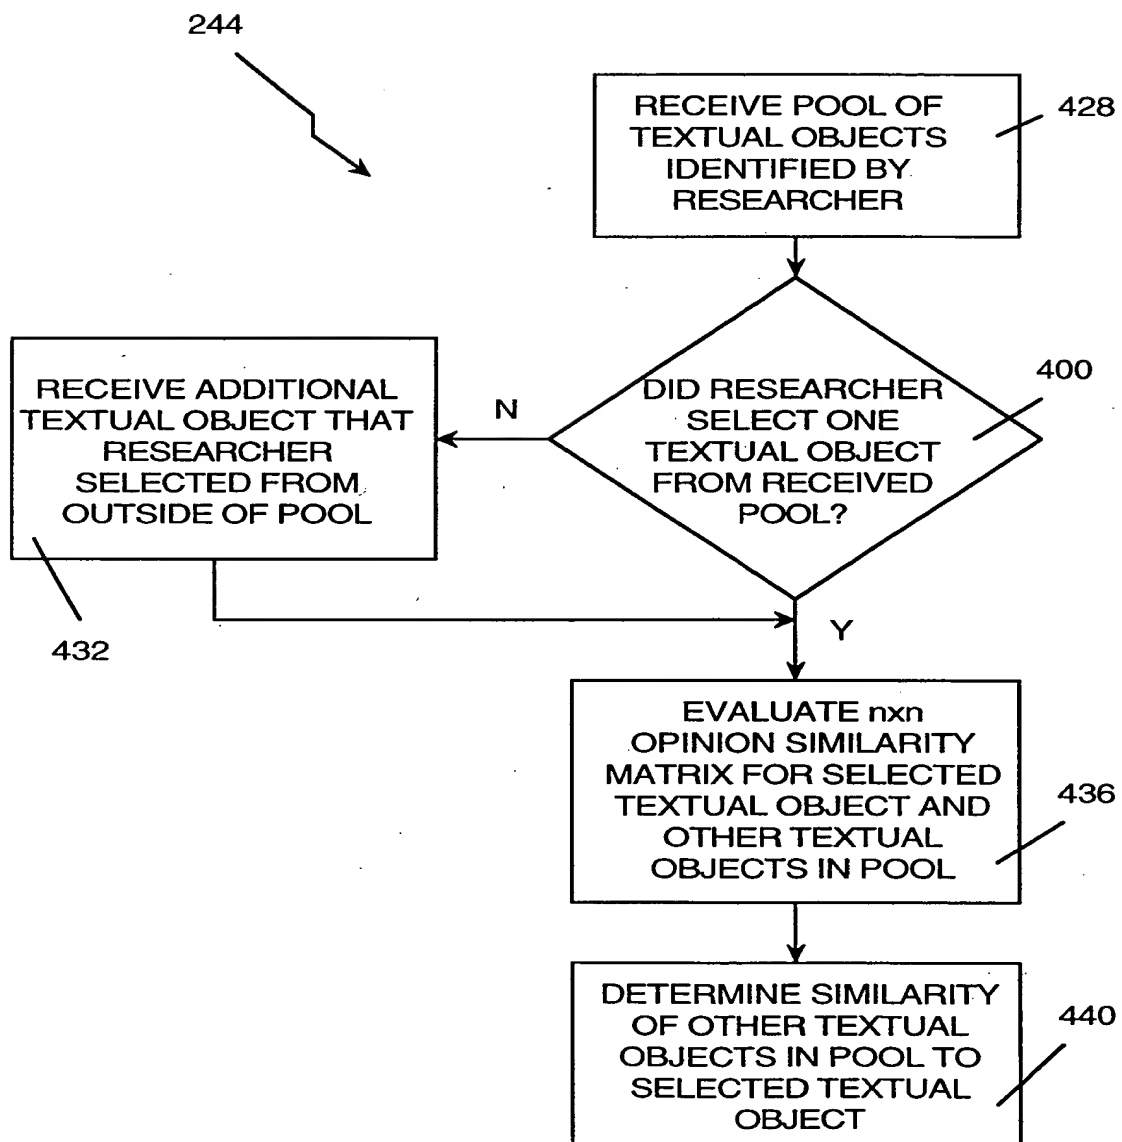 244
RECEIVE POOL OF
TEXTUAL OBJECTS
IDENTIFIED BY
RESEARCHER
428
DID RESEARCHER
SELECT ONE
TEXTUAL OBJECT
FROM RECEIVED
POOL?
400
N
RECEIVE ADDITIONAL
TEXTUAL OBJECT THAT
RESEARCHER
SELECTED FROM
OUTSIDE OF POOL
432
Y
EVALUATE nxn
OPINION SIMILARITY
MATRIX FOR SELECTED
TEXTUAL OBJECT AND
OTHER TEXTUAL
OBJECTS IN POOL
436
DETERMINE SIMILARITY
OF OTHER TEXTUAL
OBJECTS IN POOL TO
SELECTED TEXTUAL
OBJECT
440